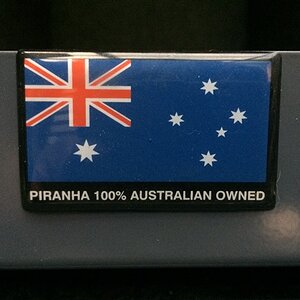 PIRANHA 100% AUSTRALIAN OWNED